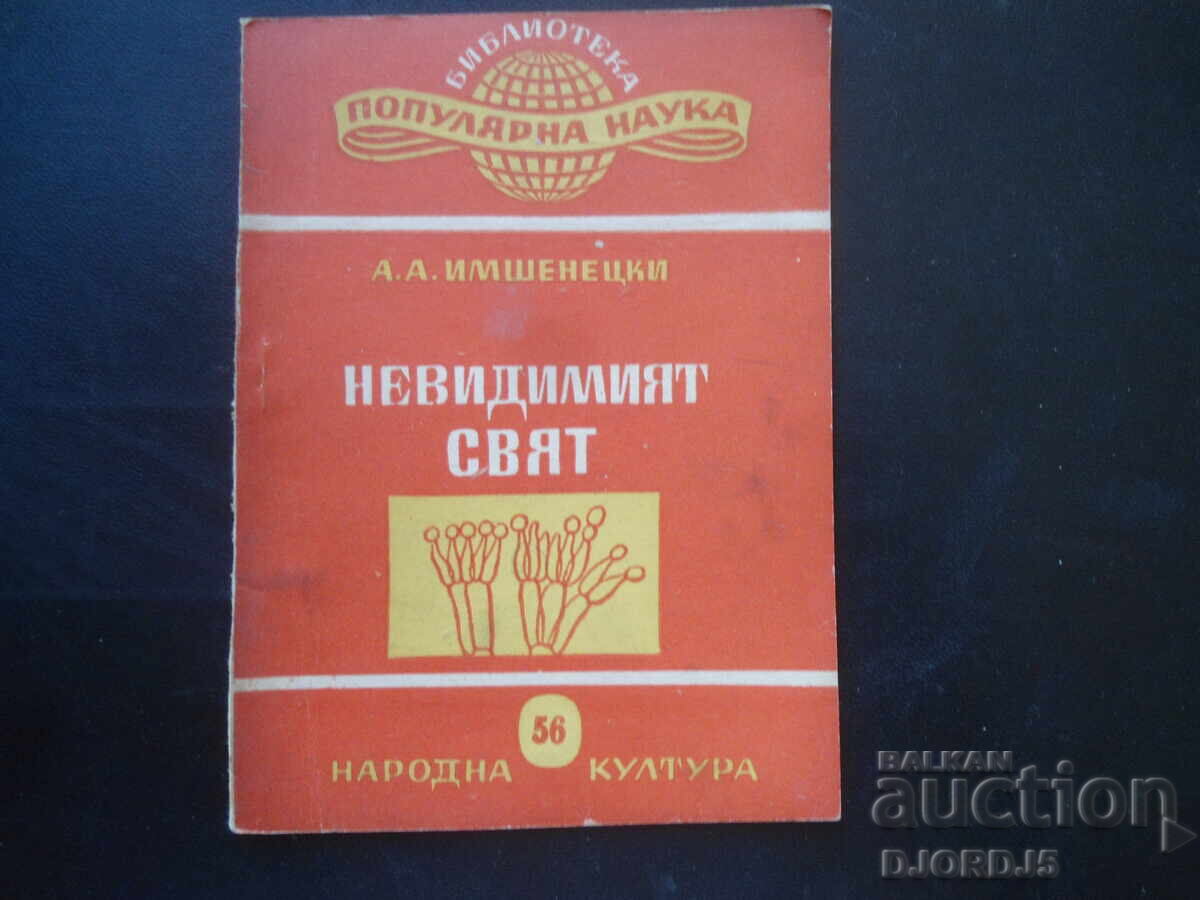 БИБЛИОТЕКА
ПОПУЛЯРНА НАУКА
А. А. ИМШЕНЕЦКИ
НЕВИДИМИЯТ
СВЯТ
56
НАРОДНА КУЛТУРА
BALKAN
auction
DJORDJ5